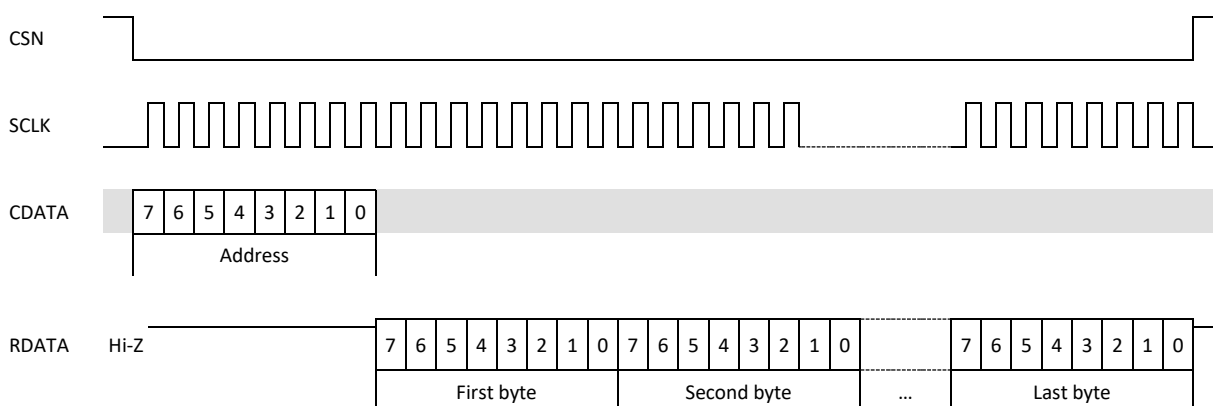 CSN
SCLK
CDATA 7 6 5 4 3 2 1 0
Address
RDATA Hi-Z 7 6 5 4 3 2 1 0 7 6 5 4 3 2 1 0 7 6 5 4 3 2 1 0
First byte Second byte ... Last byte